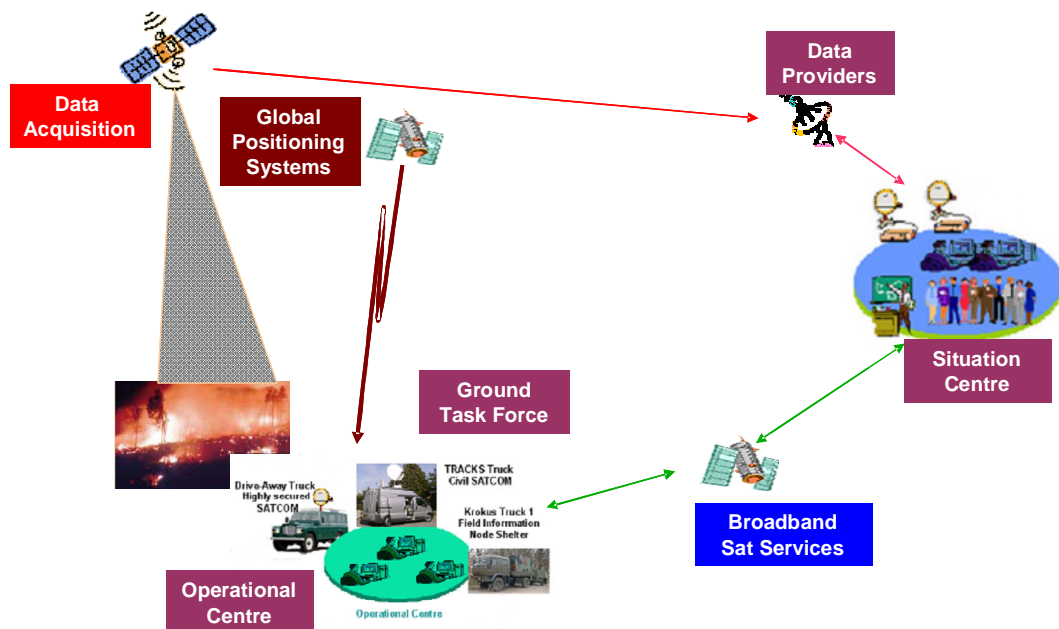 Data
Providers
Data
Acquisition
Global
Positioning
Systems
Situation
Centre
Ground
Task Force
TRACKS Truck
Civil SATCOM
Drive-Away Truck
Highly secured
SATCOM
Krokus Truck 1
Field Information
Node Shelter
Broadband
Sat Services
Operational
Centre
Operational Centre